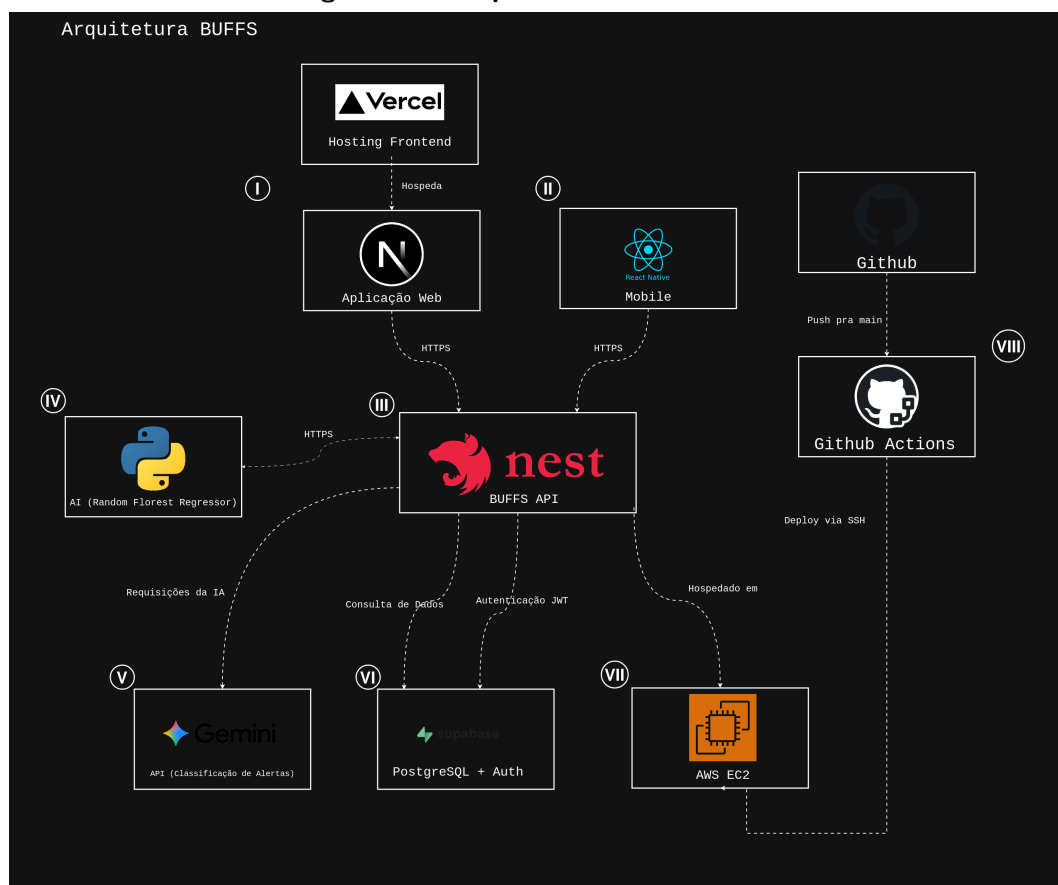 Arquitetura BUFFS
Vercel
Hosting Frontend
I
Hospeda
II
N
Aplicação Web
React Native
Mobile
Github
Push pra main
VIII
HTTPS
HTTPS
Github Actions
III
nest
BUFFS API
IV
HTTPS
AI (Random Florest Regressor)
Deploy via SSH
Requisições da IA
Consulta de Dados
Autenticação JWT
Hospedado em
V
Gemini
API (Classificação de Alertas)
VI
supabase
PostgreSQL + Auth
VII
AWS EC2